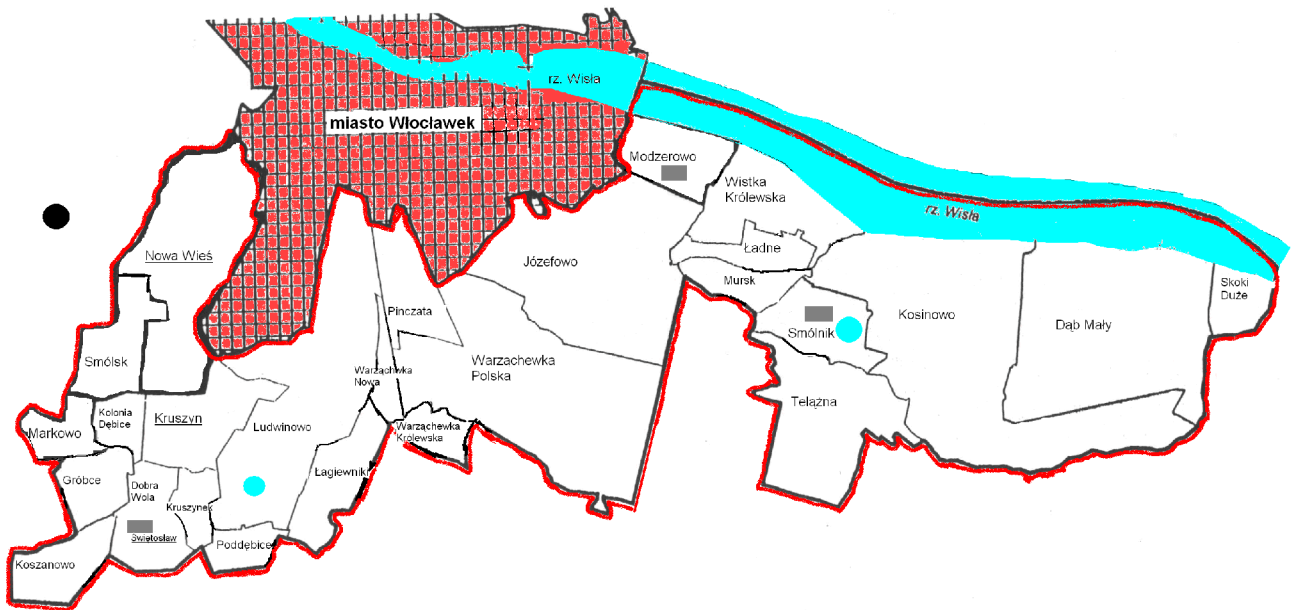 rz. Wisła
miasto Włocławek
Modzerowo
Wistka
Królewska
rz. Wisła
Nowa Wieś
Józefowo
Ładne
Mursk
Skoki
Duże
Pinczata
Kosinowo
Dąb Mały
Smólnik
Smólsk
Warząchewka
Nowa
Warzachewka
Polska
Telążna
Kolonia
Dębice
Kruszyn
Ludwinowo
Markowo
Warząchewka
Królewska
Gróbce
Dobra
Wola
Łagiewniki
Kruszynek
Świętosław
Poddębice
Koszanowo